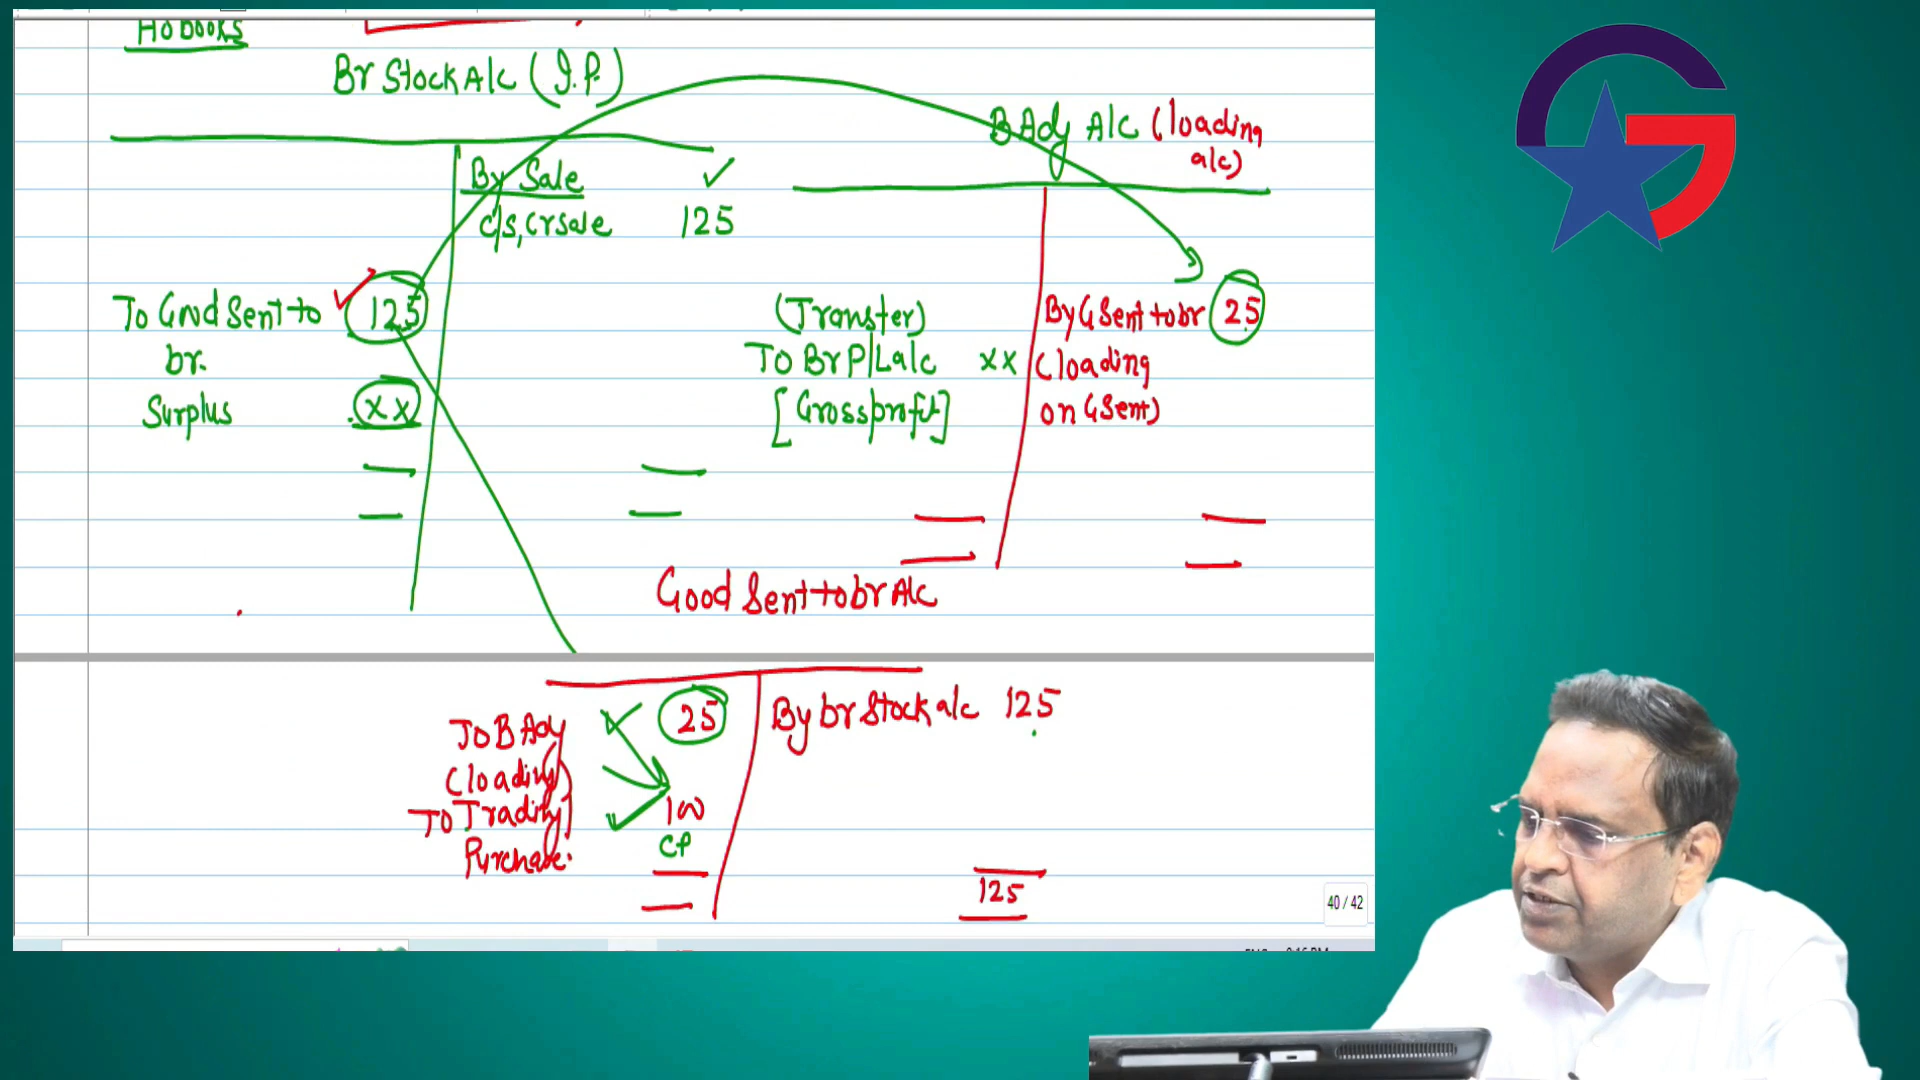 HO books
Br Stock A/c (I.P.)
B Adj A/c (loading
a/c)
By Sale
c/s, Cr sale 125
To Good Sent to 125
br.
Surplus xx
(Transfer)
To Br P/L a/c xx
[Gross profit]
By G Sent to br 25
(loading
on G Sent)
Good Sent to br A/c
To B Adj 25
(loading)
To Trading 100
Purchase. CP
By br Stock a/c 125
125
40 / 42